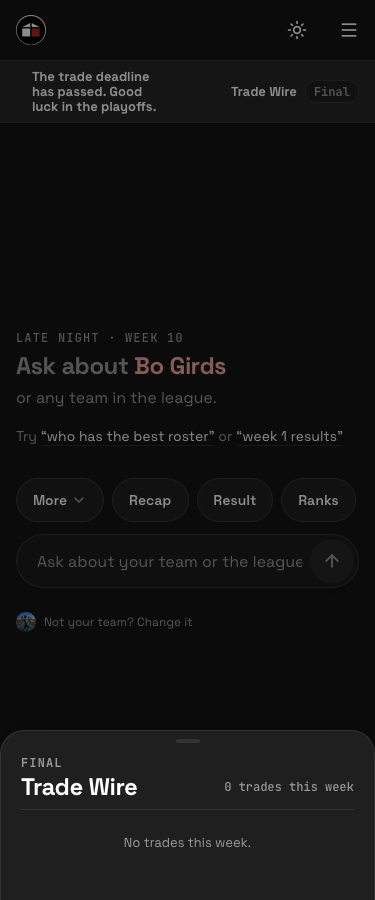 The trade deadline
has passed. Good
luck in the playoffs.
Trade Wire Final
LATE NIGHT · WEEK 10
Ask about Bo Girds
or any team in the league.
Try “who has the best roster” or “week 1 results”
More Recap Result Ranks
Ask about your team or the league
Not your team? Change it
FINAL
Trade Wire 0 trades this week
No trades this week.